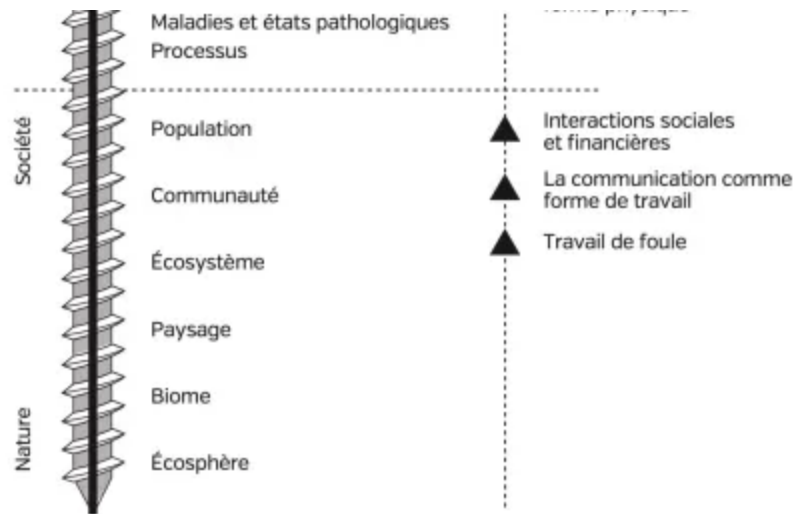 Maladies et états pathologiques
Processus
Société
Population
Interactions sociales
et financières
Communauté
La communication comme
forme de travail
Travail de foule
Écosystème
Paysage
Biome
Nature
Écosphère